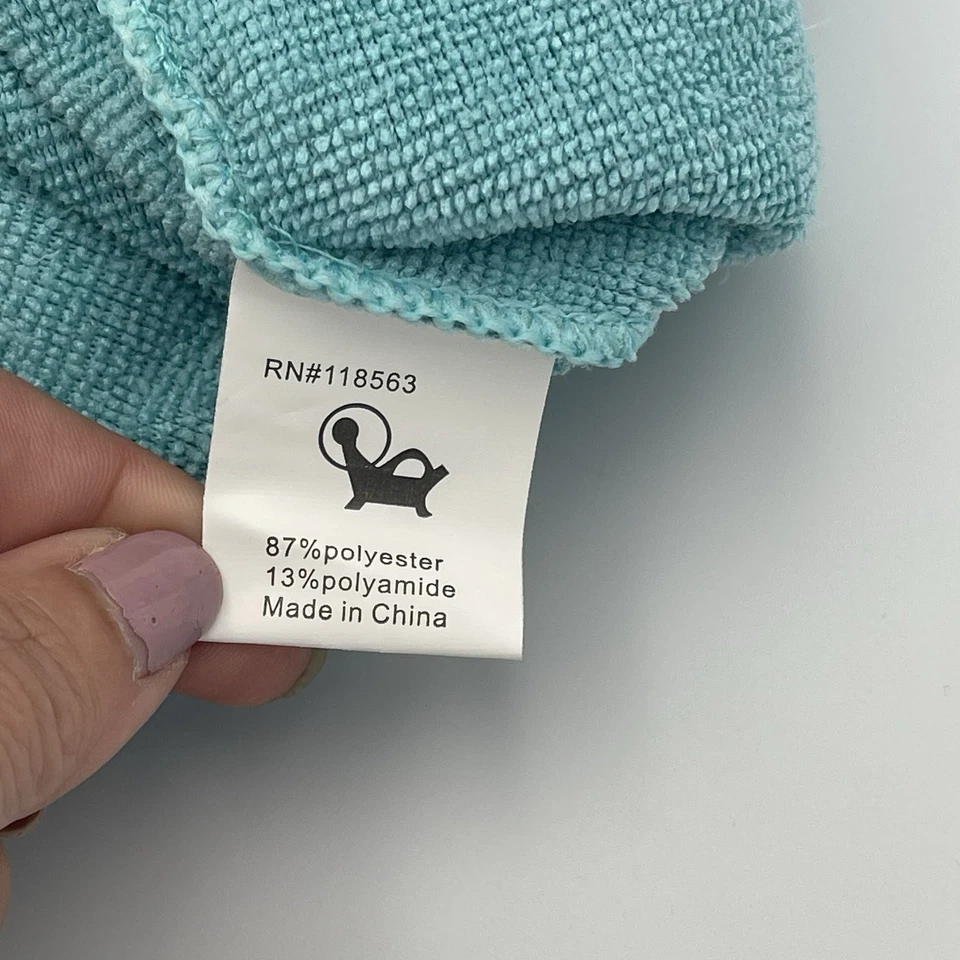 RN#118563
87%polyester
13%polyamide
Made in China